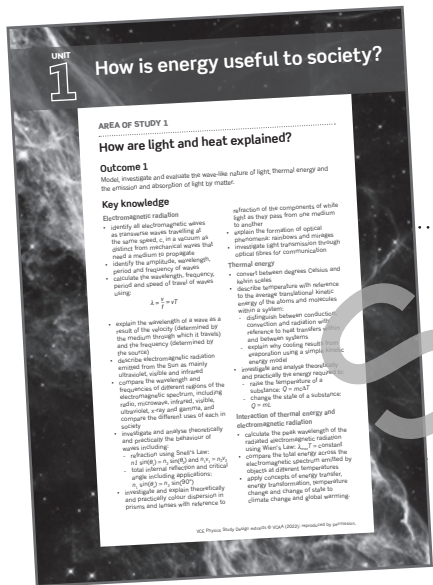 UNIT
1
How is energy useful to society?
AREA OF STUDY 1
How are light and heat explained?
Outcome 1
Model, investigate and evaluate the wave-like nature of light, thermal energy and
the emission and absorption of light by matter.
Key knowledge
Electromagnetic radiation
• identify all electromagnetic waves
as transverse waves travelling at
the same speed, c, in a vacuum as
distinct from mechanical waves that
need a medium to propagate
• identify the amplitude, wavelength,
period and frequency of waves
• calculate the wavelength, frequency,
period and speed of travel of waves
using:
λ = v/f = vT
• explain the wavelength of a wave as a
result of the velocity (determined by
the medium through which it travels)
and the frequency (determined by
the source)
• describe electromagnetic radiation
emitted from the Sun as mainly
ultraviolet, visible and infrared
• compare the wavelength and
frequencies of different regions of the
electromagnetic spectrum, including
radio, microwave, infrared, visible,
ultraviolet, x-ray and gamma, and
compare the different uses of each in
society
• investigate and analyse theoretically
and practically the behaviour of
waves including:
- refraction using Snell's Law:
n1 sin(θ₁) = n₂ sin(θ₂) and n₁v₁ = n₂v₂
- total internal reflection and critical
angle including applications:
n₁ sin(θc) = n₂ sin(90°)
• investigate and explain theoretically
and practically colour dispersion in
prisms and lenses with reference to
refraction of the components of white
light as they pass from one medium
to another
• explain the formation of optical
phenomena: rainbows and mirages
• investigate light transmission through
optical fibres for communication
Thermal energy
• convert between degrees Celsius and
kelvin scales
• describe temperature with reference
to the average translational kinetic
energy of the atoms and molecules
within a system:
- distinguish between conduction,
convection and radiation with
reference to heat transfers within
and between systems
- explain why cooling results from
evaporation using a simple kinetic
energy model
• investigate and analyse theoretically
and practically the energy required to:
- raise the temperature of a
substance: Q = mcΔT
- change the state of a substance:
Q = mL
Interaction of thermal energy and
electromagnetic radiation
• calculate the peak wavelength of the
radiated electromagnetic radiation
using Wien's Law: λmaxT = constant
• compare the total energy across the
electromagnetic spectrum emitted by
objects at different temperatures
• apply concepts of energy transfer,
energy transformation, temperature
change and change of state to
climate change and global warming.
VCE Physics Study Design extracts © VCAA (2022); reproduced by permission.
S